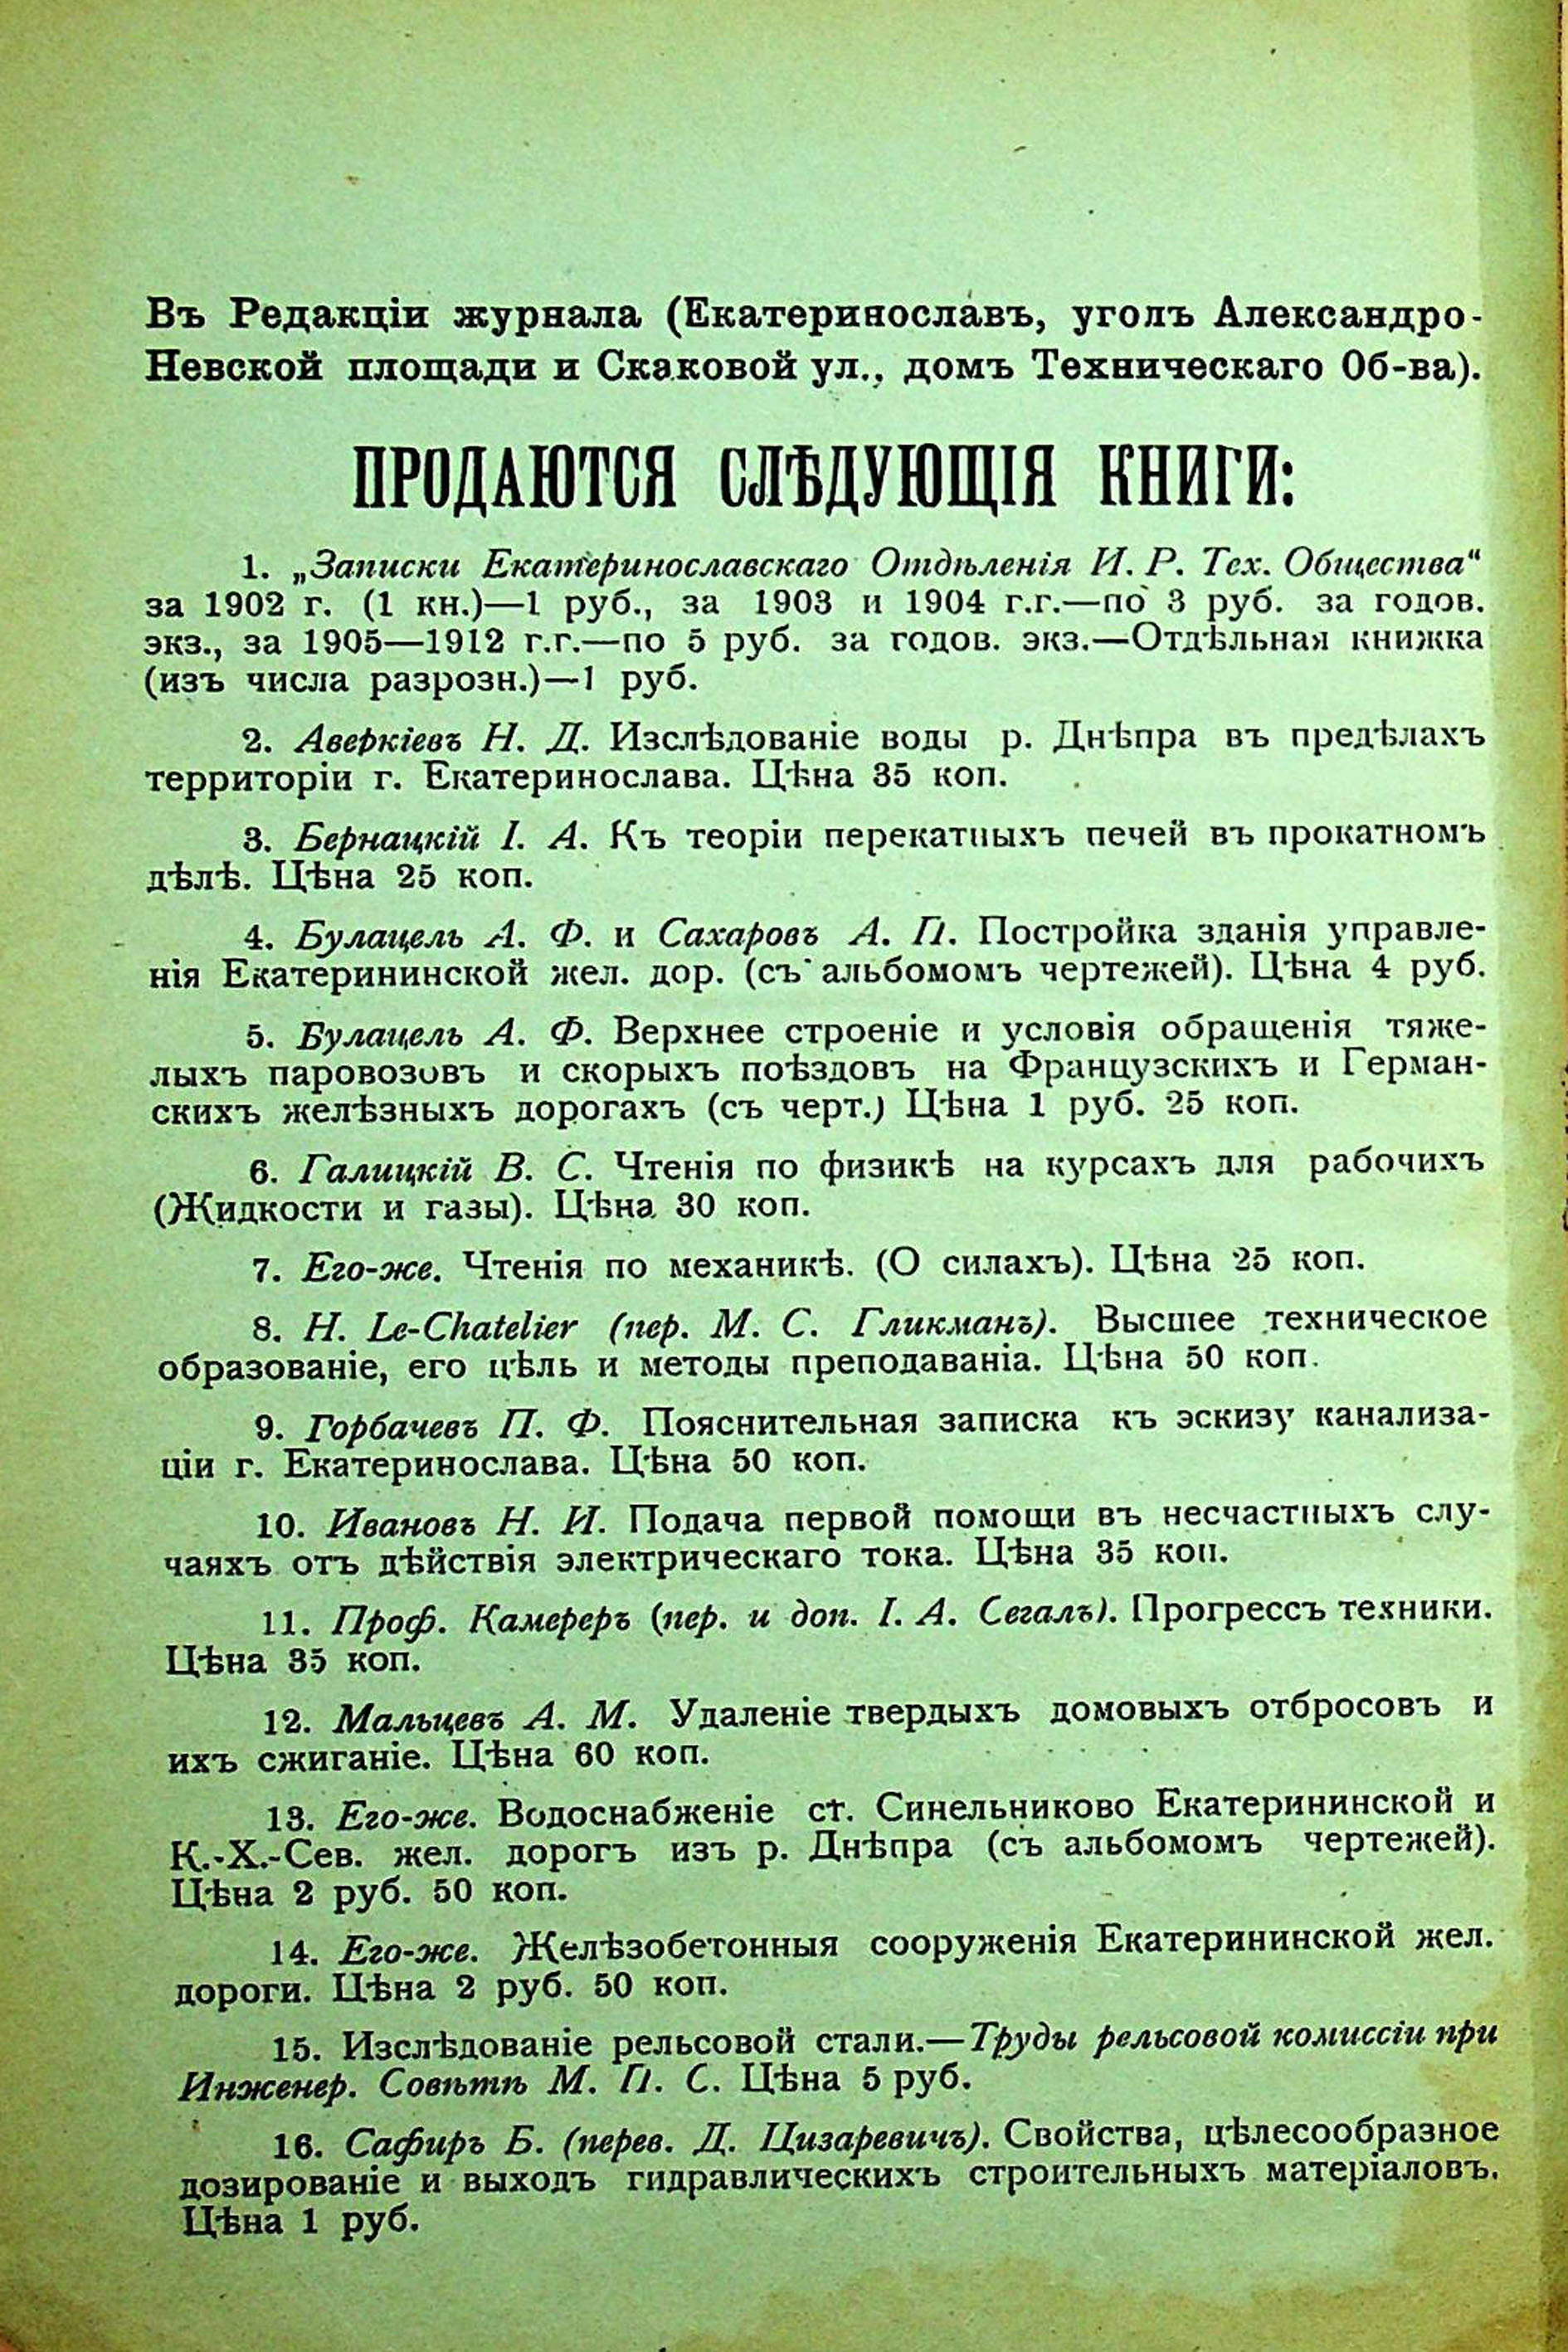 Въ Редакціи журнала (Екатеринославъ, уголъ Александро-
Невской площади и Скаковой ул., домъ Техническаго Об-ва).
ПРОДАЮТСЯ СЛѢДУЮЩІЯ КНИГИ:
1. „Записки Екатеринославскаго Отдѣленія И. Р. Тех. Общества“
за 1902 г. (1 кн.)—1 руб., за 1903 и 1904 г.г.—по 3 руб. за годов.
экз., за 1905—1912 г.г.—по 5 руб. за годов. экз.—Отдѣльная книжка
(изъ числа разрозн.)—1 руб.
2. Аверкіевъ Н. Д. Изслѣдованіе воды р. Днѣпра въ предѣлахъ
территоріи г. Екатеринослава. Цѣна 35 коп.
3. Бернацкій І. А. Къ теоріи перекатныхъ печей въ прокатномъ
дѣлѣ. Цѣна 25 коп.
4. Булацель А. Ф. и Сахаровъ А. П. Постройка зданія управле-
нія Екатерининской жел. дор. (съ альбомомъ чертежей). Цѣна 4 руб.
5. Булацель А. Ф. Верхнее строеніе и условія обращенія тяже-
лыхъ паровозовъ и скорыхъ поѣздовъ на Французскихъ и Герман-
скихъ желѣзныхъ дорогахъ (съ черт.) Цѣна 1 руб. 25 коп.
6. Галицкій В. С. Чтенія по физикѣ на курсахъ для рабочихъ
(Жидкости и газы). Цѣна 30 коп.
7. Его-же. Чтенія по механикѣ. (О силахъ). Цѣна 25 коп.
8. H. Le-Chatelier (пер. М. С. Гликманъ). Высшее техническое
образованіе, его цѣль и методы преподаваніа. Цѣна 50 коп.
9. Горбачевъ П. Ф. Пояснительная записка къ эскизу канализа-
ціи г. Екатеринослава. Цѣна 50 коп.
10. Ивановъ Н. И. Подача первой помощи въ несчастныхъ слу-
чаяхъ отъ дѣйствія электрическаго тока. Цѣна 35 коп.
11. Проф. Камереръ (пер. и доп. І. А. Сегалъ). Прогрессъ техники.
Цѣна 35 коп.
12. Мальцевъ А. М. Удаленіе твердыхъ домовыхъ отбросовъ и
ихъ сжиганіе. Цѣна 60 коп.
13. Его-же. Водоснабженіе ст. Синельниково Екатерининской и
К.-Х.-Сев. жел. дорогъ изъ р. Днѣпра (съ альбомомъ чертежей).
Цѣна 2 руб. 50 коп.
14. Его-же. Желѣзобетонныя сооруженія Екатерининской жел.
дороги. Цѣна 2 руб. 50 коп.
15. Изслѣдованіе рельсовой стали.—Труды рельсовой комиссіи при
Инженер. Совѣтѣ М. П. С. Цѣна 5 руб.
16. Сафиръ Б. (перев. Д. Цизаревичъ). Свойства, цѣлесообразное
дозированіе и выходъ гидравлическихъ строительныхъ матеріаловъ.
Цѣна 1 руб.